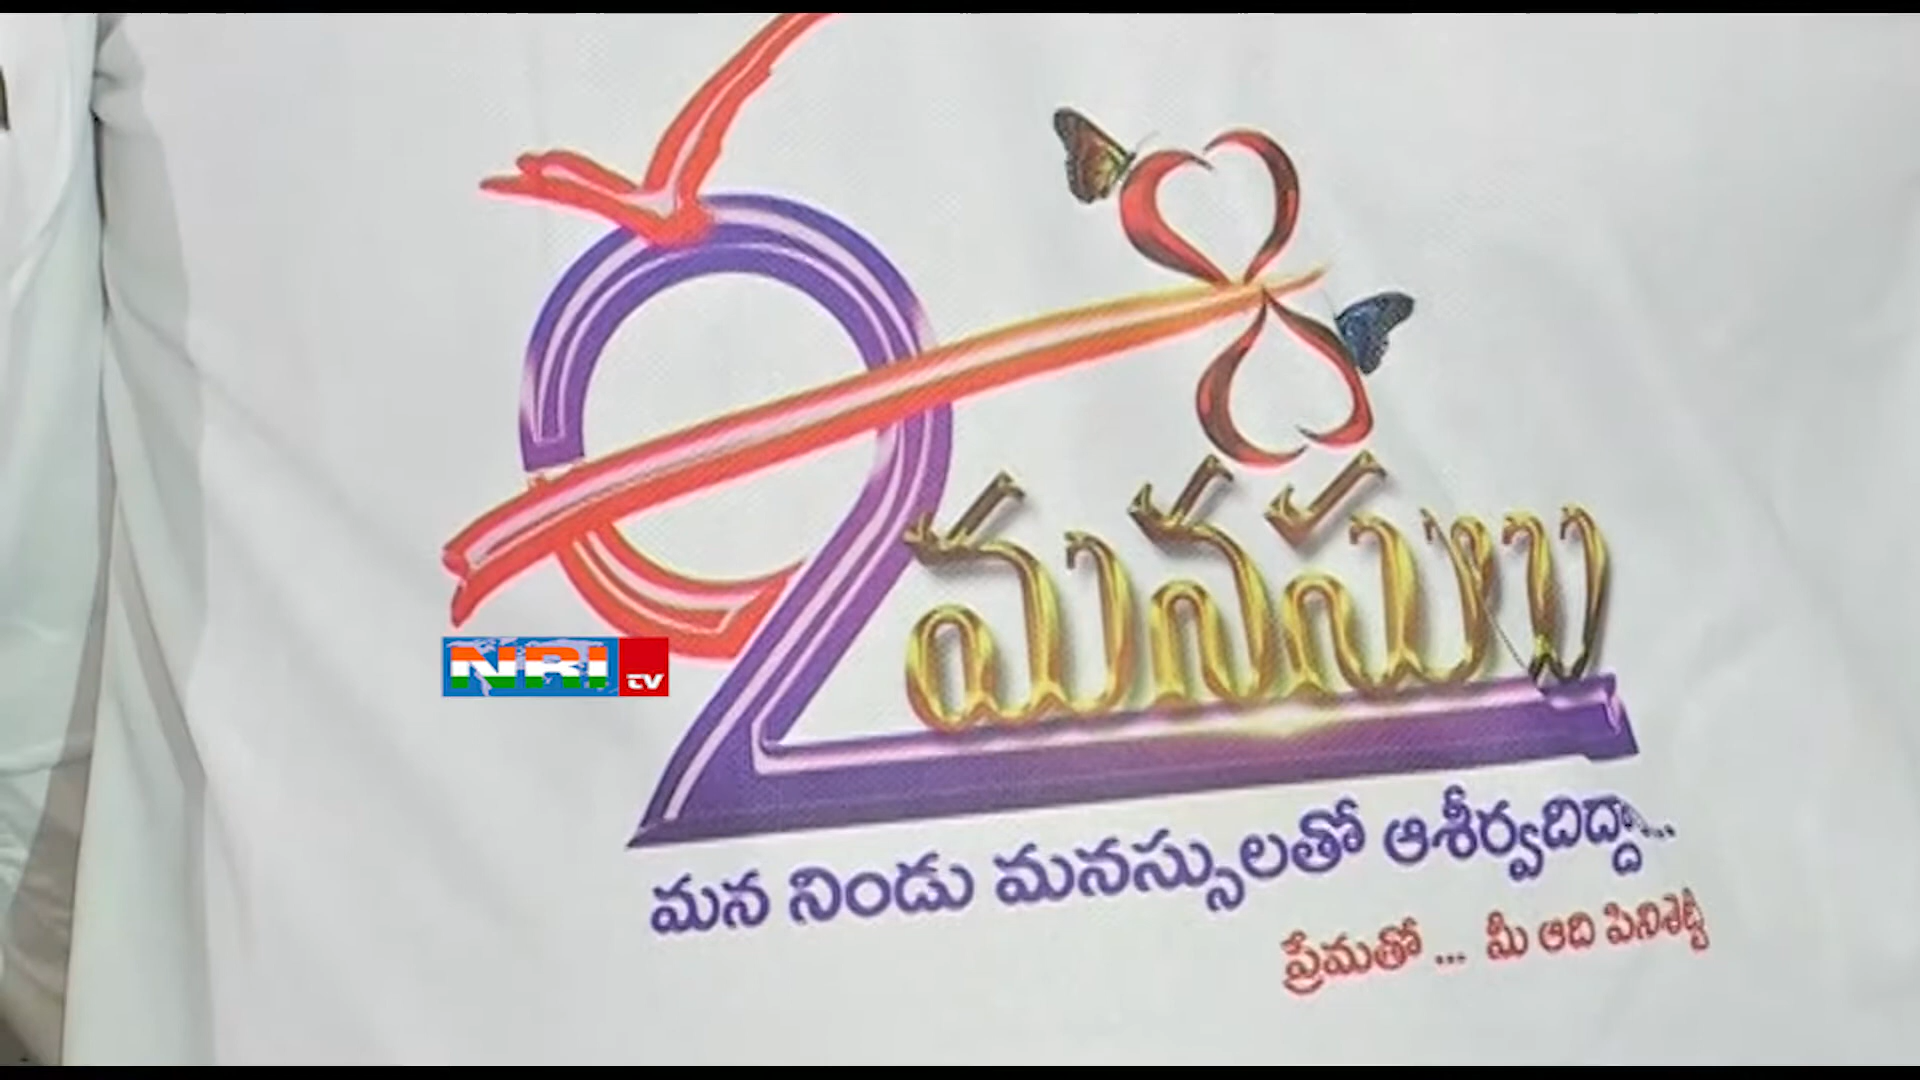 2 మనసులు
NRI tv
మన నిండు మనస్సులతో ఆశీర్వదిద్దాం...
ప్రేమతో ... మీ ఆది పినిశెట్టి